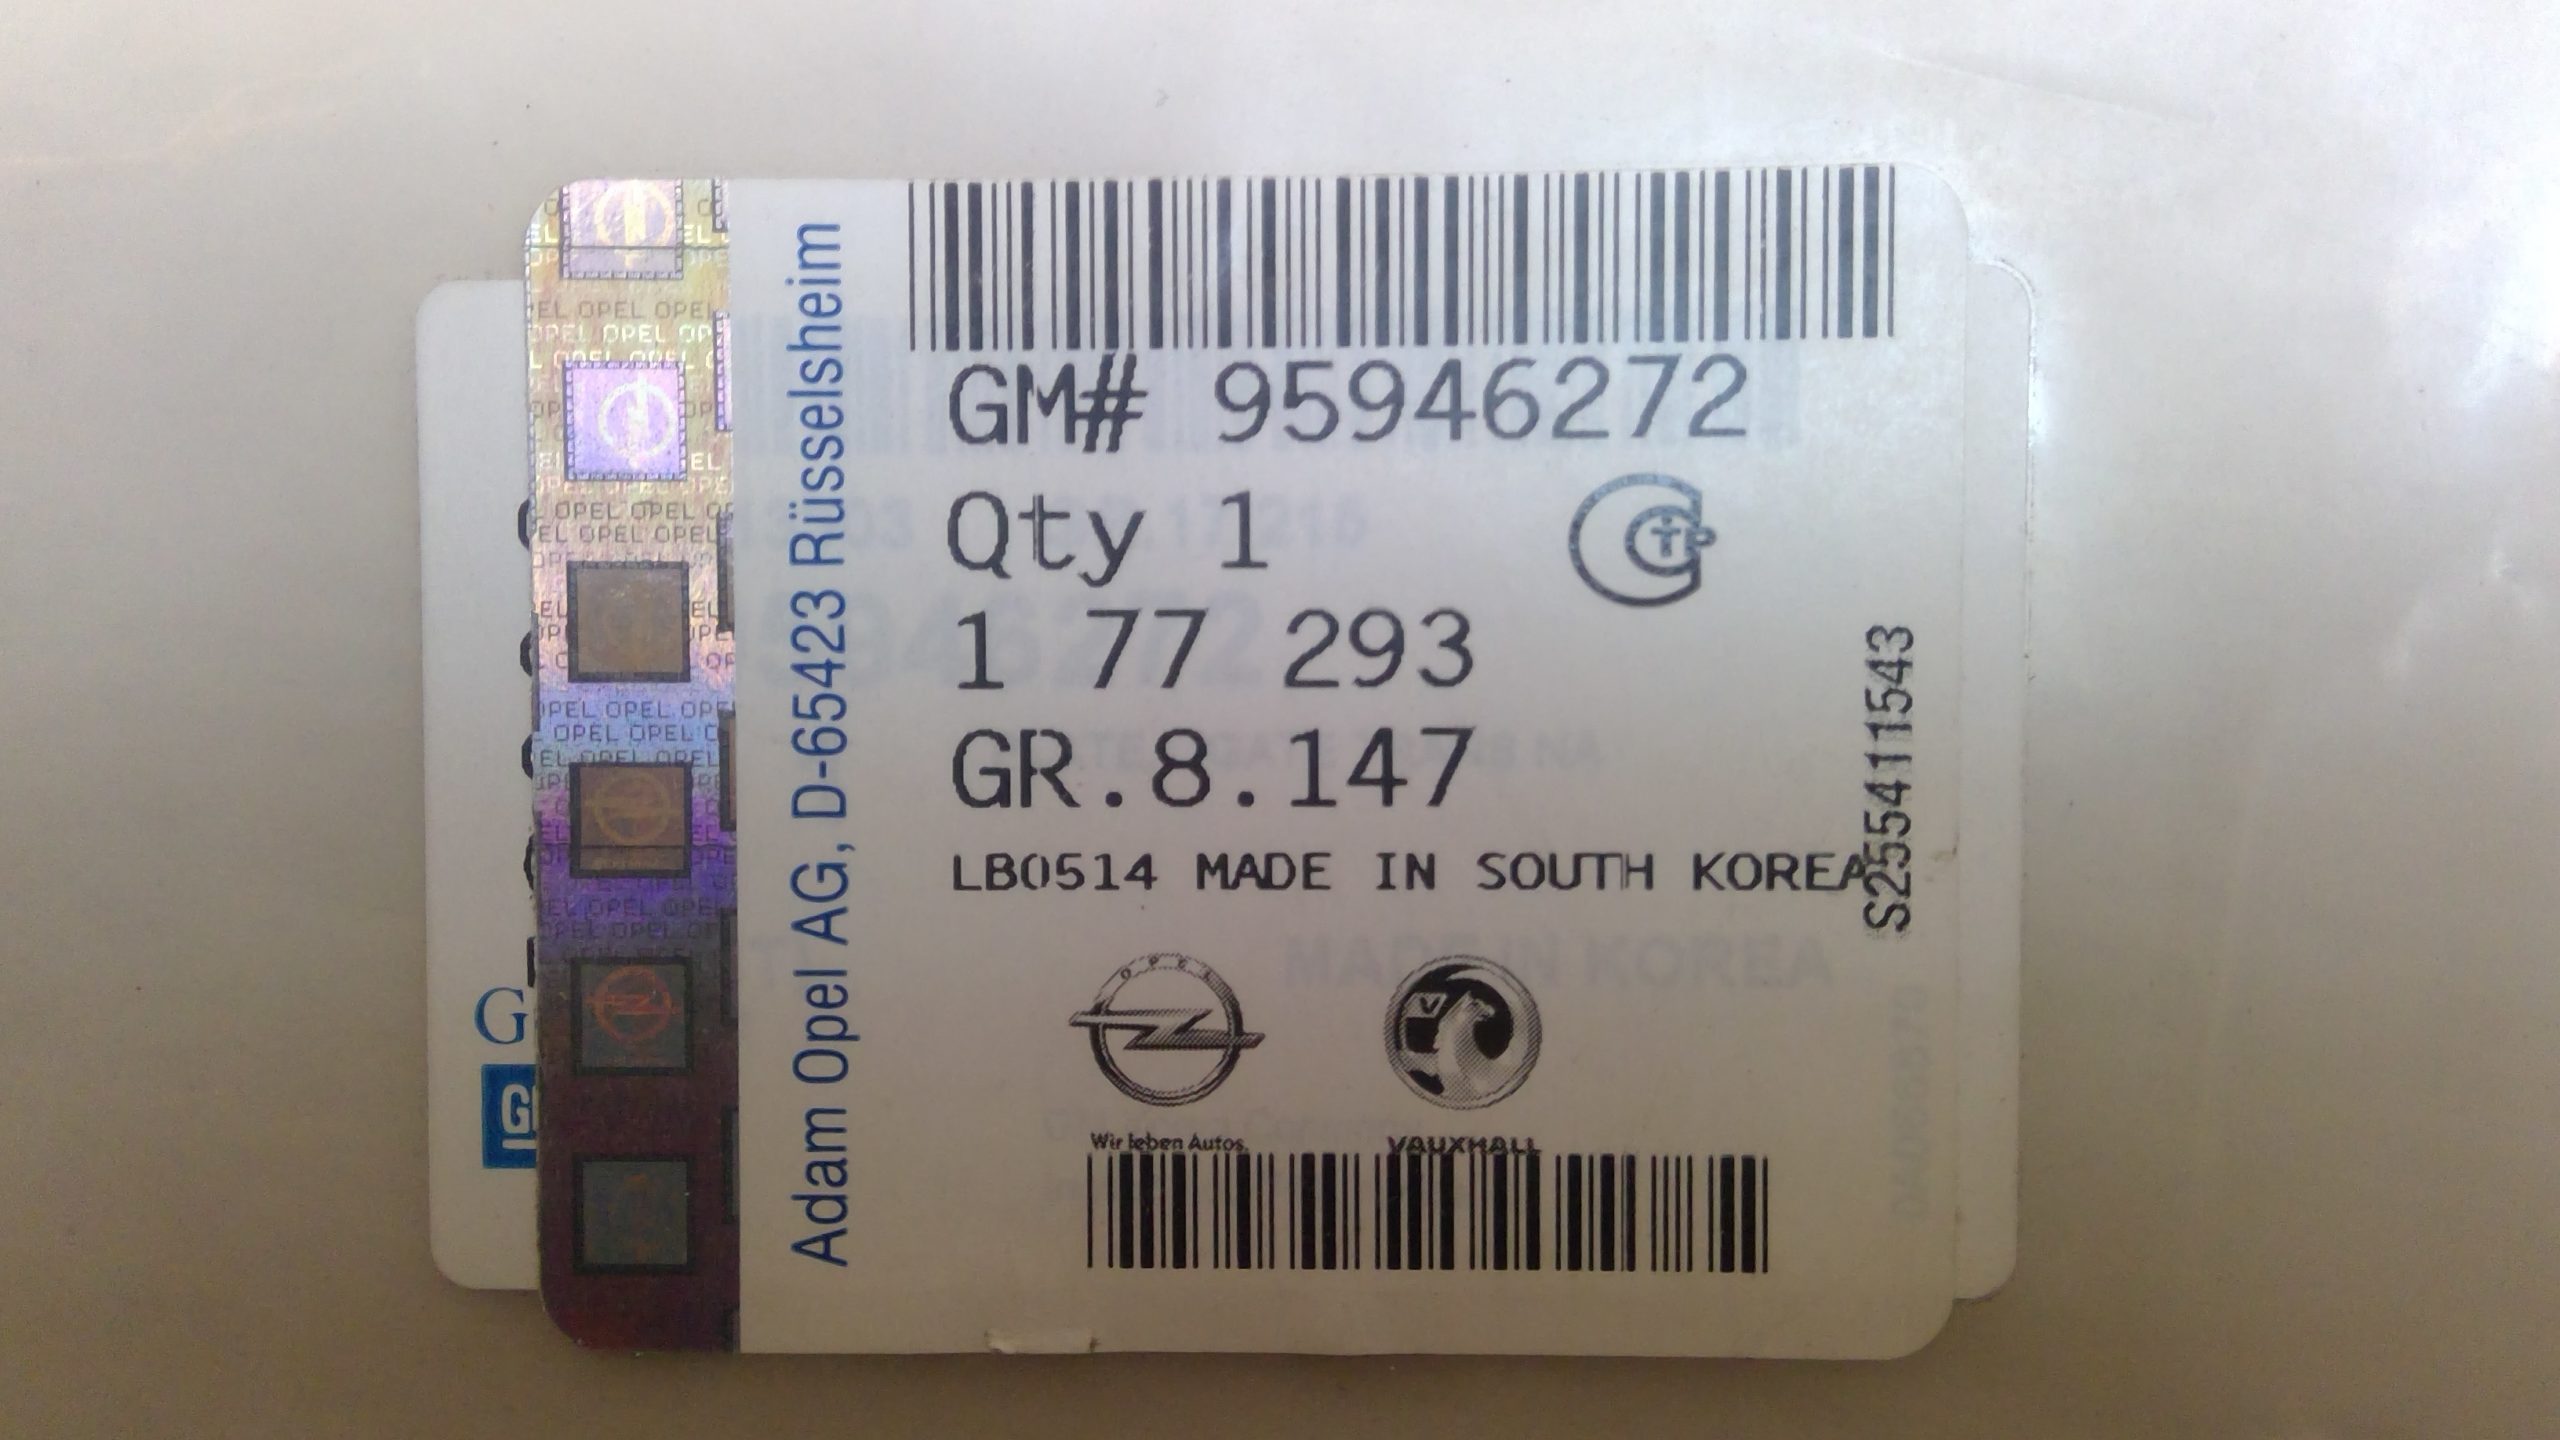 GM# 95946272
Qty 1
1 77 293
GR.8.147
LB0514 MADE IN SOUTH KOREA
S255411543
Adam Opel AG, D-65423 Rüsselsheim
OPEL
Wir leben Autos.
V
VAUXHALL
MADE IN KOREA
G